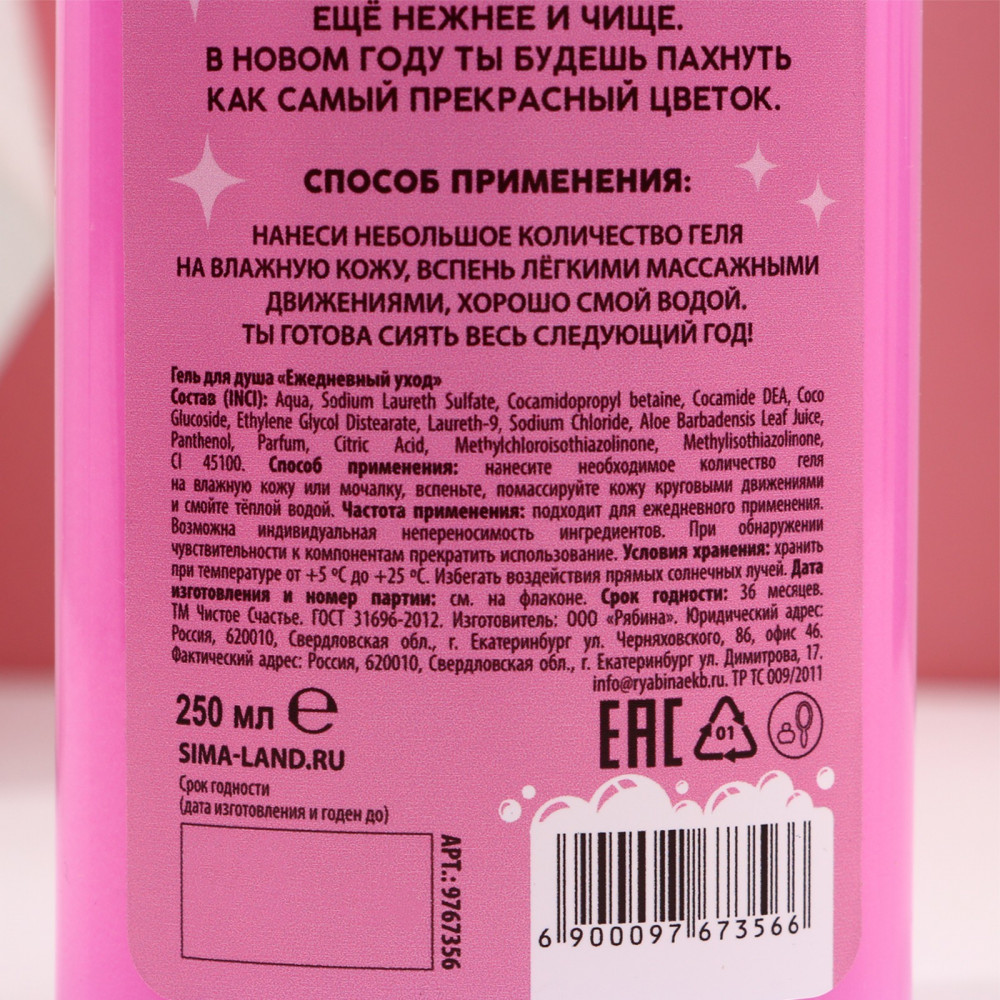 ЕЩЁ НЕЖНЕЕ И ЧИЩЕ.
В НОВОМ ГОДУ ТЫ БУДЕШЬ ПАХНУТЬ
КАК САМЫЙ ПРЕКРАСНЫЙ ЦВЕТОК.
СПОСОБ ПРИМЕНЕНИЯ:
НАНЕСИ НЕБОЛЬШОЕ КОЛИЧЕСТВО ГЕЛЯ
НА ВЛАЖНУЮ КОЖУ, ВСПЕНЬ ЛЁГКИМИ МАССАЖНЫМИ
ДВИЖЕНИЯМИ, ХОРОШО СМОЙ ВОДОЙ.
ТЫ ГОТОВА СИЯТЬ ВЕСЬ СЛЕДУЮЩИЙ ГОД!
Гель для душа «Ежедневный уход»
Состав (INCI): Aqua, Sodium Laureth Sulfate, Cocamidopropyl betaine, Cocamide DEA, Coco
Glucoside, Ethylene Glycol Distearate, Laureth-9, Sodium Chloride, Aloe Barbadensis Leaf Juice,
Panthenol, Parfum, Citric Acid, Methylchloroisothiazolinone, Methylisothiazolinone,
CI 45100. Способ применения: нанесите необходимое количество геля
на влажную кожу или мочалку, вспеньте, помассируйте кожу круговыми движениями
и смойте тёплой водой. Частота применения: подходит для ежедневного применения.
Возможна индивидуальная непереносимость ингредиентов. При обнаружении
чувствительности к компонентам прекратить использование. Условия хранения: хранить
при температуре от +5 ºC до +25 ºC. Избегать воздействия прямых солнечных лучей. Дата
изготовления и номер партии: см. на флаконе. Срок годности: 36 месяцев.
ТМ Чистое Счастье. ГОСТ 31696-2012. Изготовитель: ООО «Рябина». Юридический адрес:
Россия, 620010, Свердловская обл., г. Екатеринбург ул. Черняховского, 86, офис 46.
Фактический адрес: Россия, 620010, Свердловская обл., г. Екатеринбург ул. Димитрова, 17.
info@ryabinaekb.ru. ТР ТС 009/2011
250 мл ℮
SIMA-LAND.RU
EAC
01
Срок годности
(дата изготовления и годен до)
АРТ.: 9767356
6 900097 673566